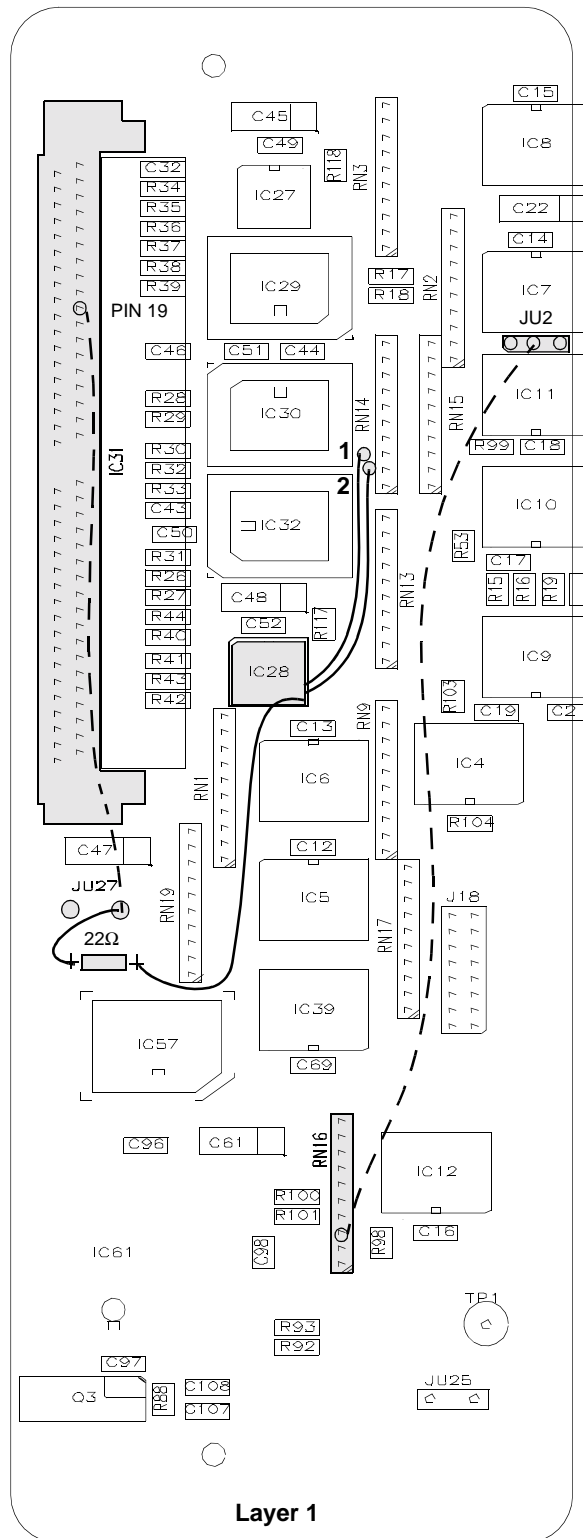 C15
C45
C49
IC8
R118
RN3
C32
R34
IC27
R35
C22
R36
R37
C14
R38
R17
IC29
RN2
IC7
R39
R18
PIN 19
JU2
C46
C51
C44
R28
IC30
RN14
RN15
IC11
R29
R30
1
R99
C18
IC31
R32
2
R33
C43
IC10
C50
IC32
R53
R31
C17
R26
RN13
R15
R16
R19
R27
C48
R44
C52
R117
R40
IC9
R41
IC28
R43
R103
R42
C19
C2
RN9
C13
RN1
IC6
IC4
R104
C47
C12
JU27
RN19
IC5
J18
RN17
22Ω
IC39
IC57
C69
RN16
C96
C61
IC12
R100
R101
C98
R98
C16
IC61
TP1
R93
R92
C97
JU25
Q3
R88
C108
C107
Layer 1